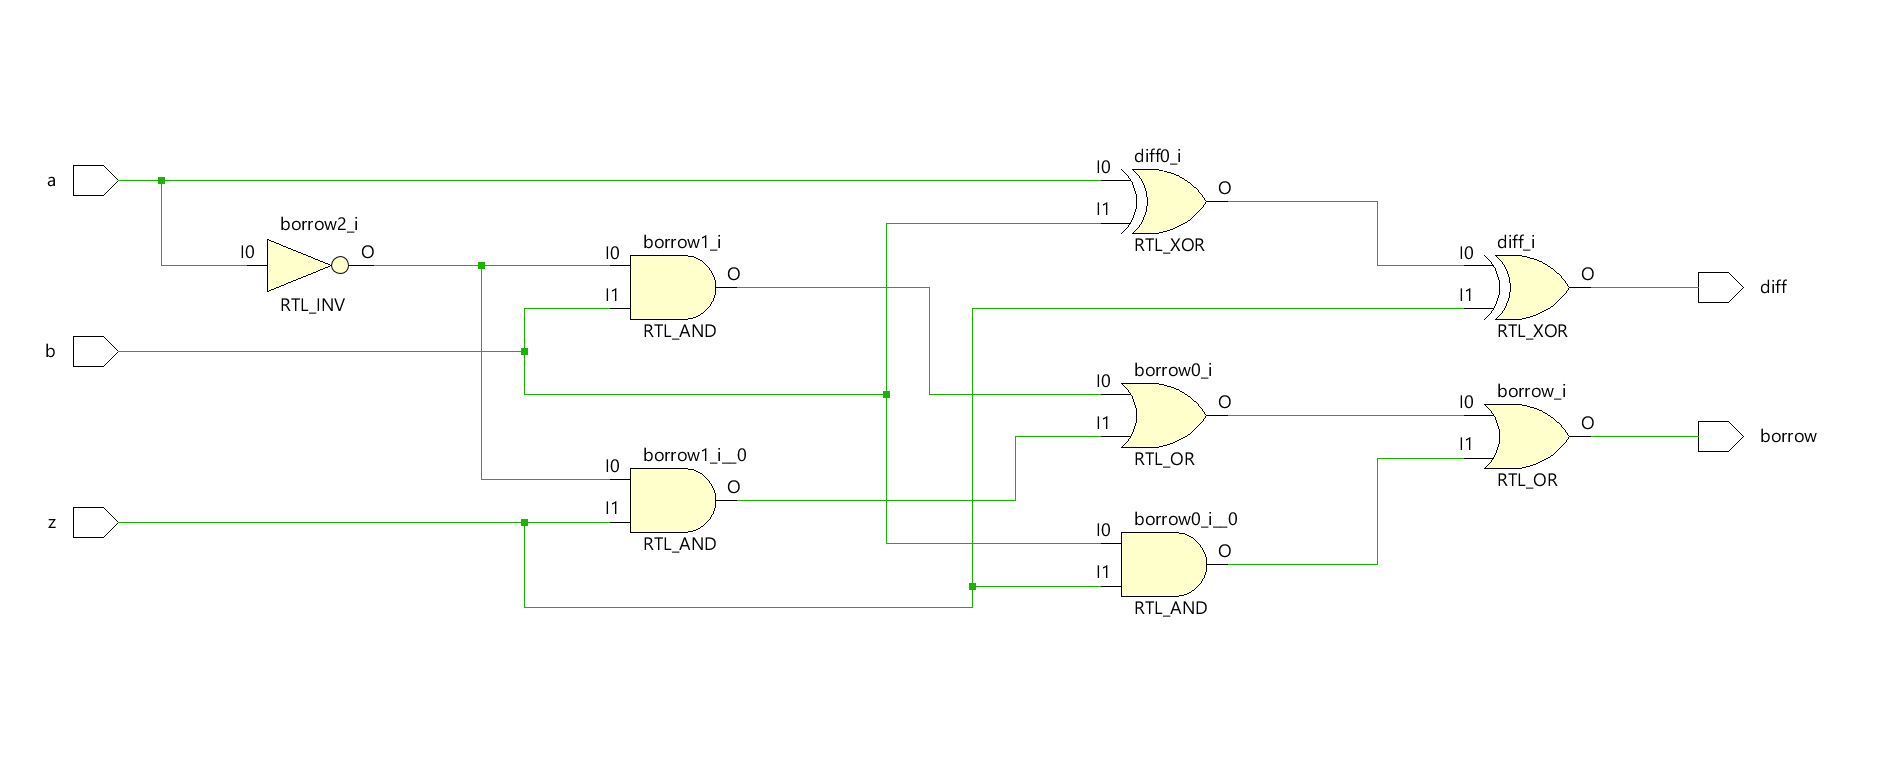 a
b
z
borrow2_i
I0
O
RTL_INV
borrow1_i
I0
I1
O
RTL_AND
borrow1_i__0
I0
I1
O
RTL_AND
diff0_i
I0
I1
O
RTL_XOR
borrow0_i
I0
I1
O
RTL_OR
borrow0_i__0
I0
I1
O
RTL_AND
diff_i
I0
I1
O
RTL_XOR
borrow_i
I0
I1
O
RTL_OR
diff
borrow